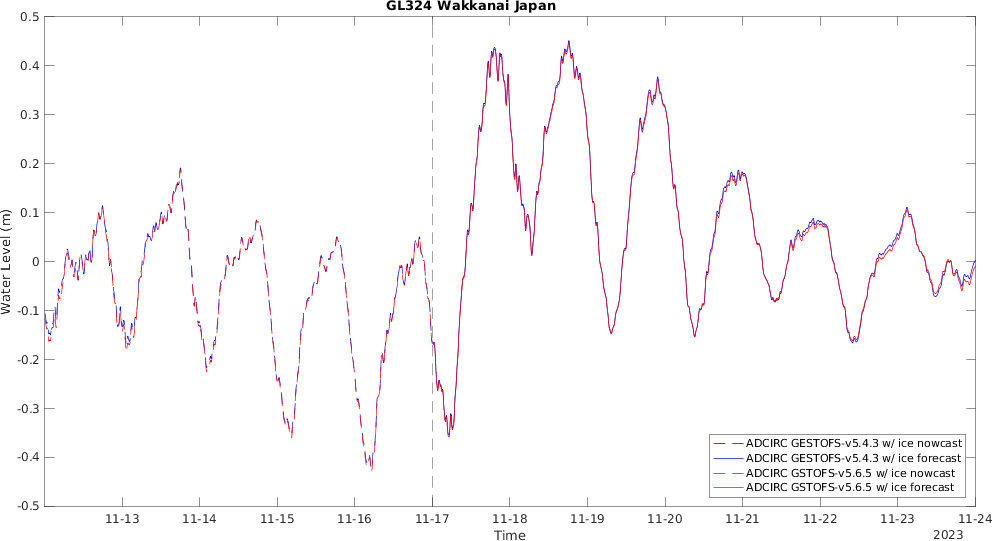 GL324 Wakkanai Japan
0.5
0.4
0.3
0.2
0.1
0
-0.1
-0.2
-0.3
-0.4
-0.5
Water Level (m)
ADCIRC GESTOFS-v5.4.3 w/ ice nowcast
ADCIRC GESTOFS-v5.4.3 w/ ice forecast
ADCIRC GSTOFS-v5.6.5 w/ ice nowcast
ADCIRC GSTOFS-v5.6.5 w/ ice forecast
11-13 11-14 11-15 11-16 11-17 11-18 11-19 11-20 11-21 11-22 11-23 11-24
Time
2023